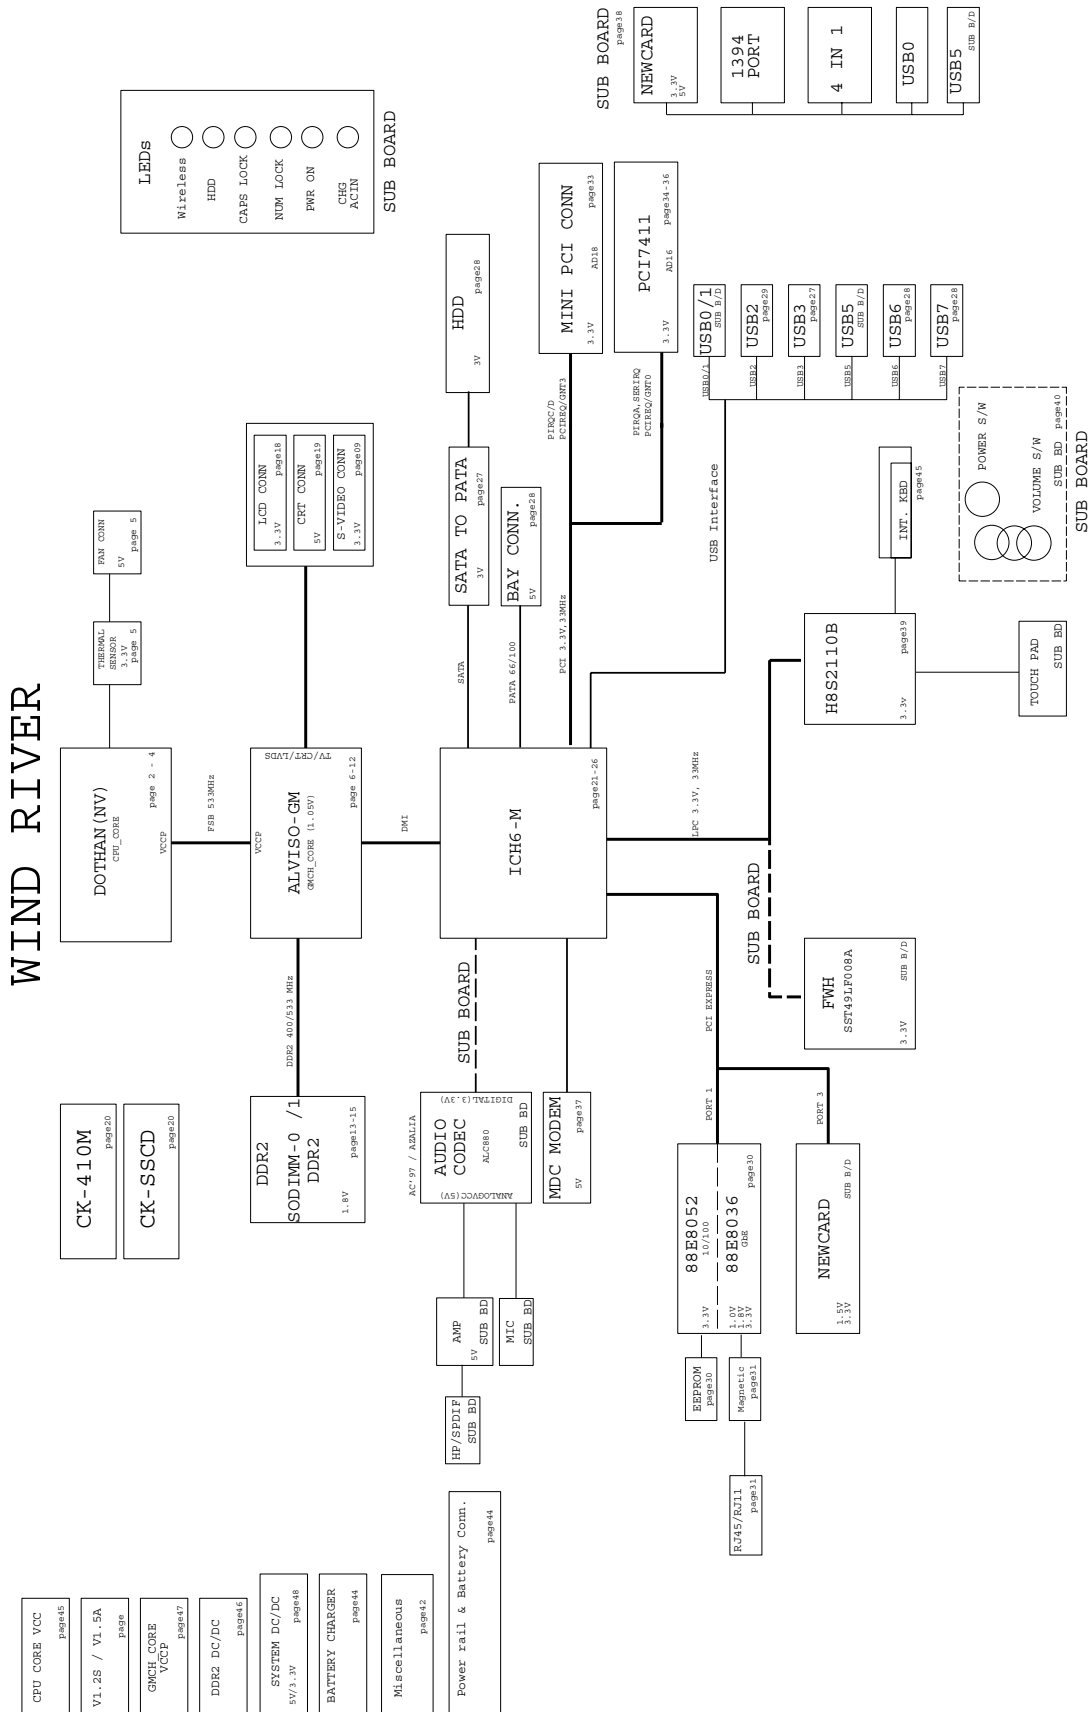 WIND RIVER
CPU CORE VCC
page45
V1.2S / V1.5A
page
GMCH_CORE
VCCP
page47
DDR2 DC/DC
page46
SYSTEM DC/DC
5V/3.3V
page48
BATTERY CHARGER
page44
Miscellaneous
page42
Power rail & Battery Conn.
page44
CK-410M
page20
CK-SSCD
page20
DOTHAN(NV)
CPU_CORE
page 2 - 4
VCCP
THERMAL
SENSOR
3.3V
page 5
FAN CONN
5V
page 5
LEDs
Wireless
HDD
CAPS LOCK
NUM LOCK
PWR ON
CHG
ACIN
SUB BOARD
FSB 533MHz
DDR2
SODIMM-0 /1
DDR2
1.8V
page13-15
DDR2 400/533 MHz
VCCP
ALVISO-GM
GMCH_CORE (1.05V)
TV/CRT/LVDS
page 6-12
LCD CONN
3.3V
page18
CRT CONN
5V
page19
S-VIDEO CONN
3.3V
page09
DMI
HP/SPDIF
SUB BD
AMP
5V
SUB BD
MIC
SUB BD
AC'97 / AZALIA
AUDIO
CODEC
ALC880
ANALOGVCC(5V)
DIGITAL(3.3V)
SUB BD
SUB BOARD
MDC MODEM
5V
page37
ICH6-M
page21-26
SATA
SATA TO PATA
3V
page27
HDD
3V
page28
PATA 66/100
BAY CONN.
5V
page28
PCI 3.3V,33MHz
PIRQC/D
PCIREQ/GNT3
MINI PCI CONN
3.3V
AD18
page33
PIRQA,SERIRQ
PCIREQ/GNT0
PCI7411
3.3V
AD16
page34-36
SUB BOARD
page38
NEWCARD
3.3V
5V
1394
PORT
4 IN 1
USB0
USB5
SUB B/D
USB Interface
USB0/1
USB0/1
SUB B/D
USB2
USB2
page29
USB3
USB3
page27
USB5
USB5
SUB B/D
USB6
USB6
page28
USB7
USB7
page28
LPC 3.3V, 33MHz
PCI EXPRESS
PORT 1
PORT 3
RJ45/RJ11
page31
EEPROM
page30
Magnetic
page31
88E8052
10/100
3.3V
88E8036
GbE
1.0V
1.8V
3.3V
page30
NEWCARD
1.5V
3.3V
SUB B/D
SUB BOARD
FWH
SST49LF008A
3.3V
SUB B/D
H8S2110B
3.3v
page39
INT. KBD
page45
TOUCH PAD
SUB BD
POWER S/W
VOLUME S/W
SUB BD
page40
SUB BOARD